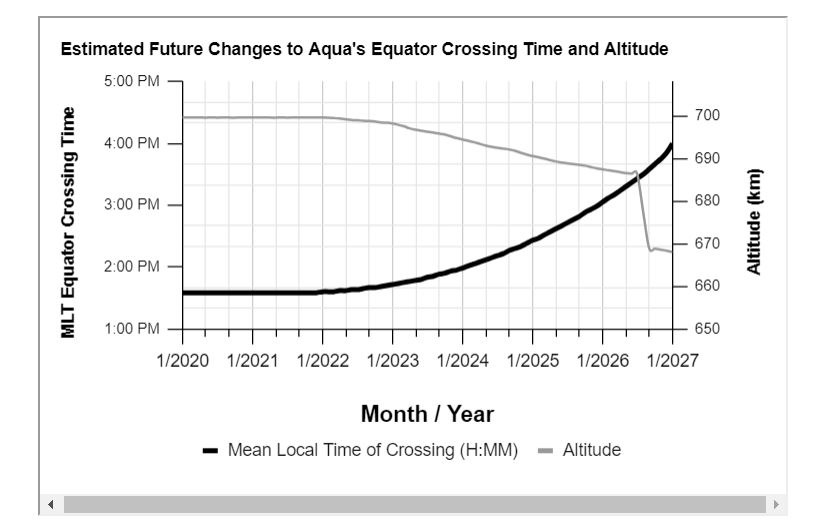 Estimated Future Changes to Aqua's Equator Crossing Time and Altitude
MLT Equator Crossing Time
5:00 PM
4:00 PM
3:00 PM
2:00 PM
1:00 PM
700
690
680
670
660
650
Altitude (km)
1/2020 1/2021 1/2022 1/2023 1/2024 1/2025 1/2026 1/2027
Month / Year
Mean Local Time of Crossing (H:MM) Altitude